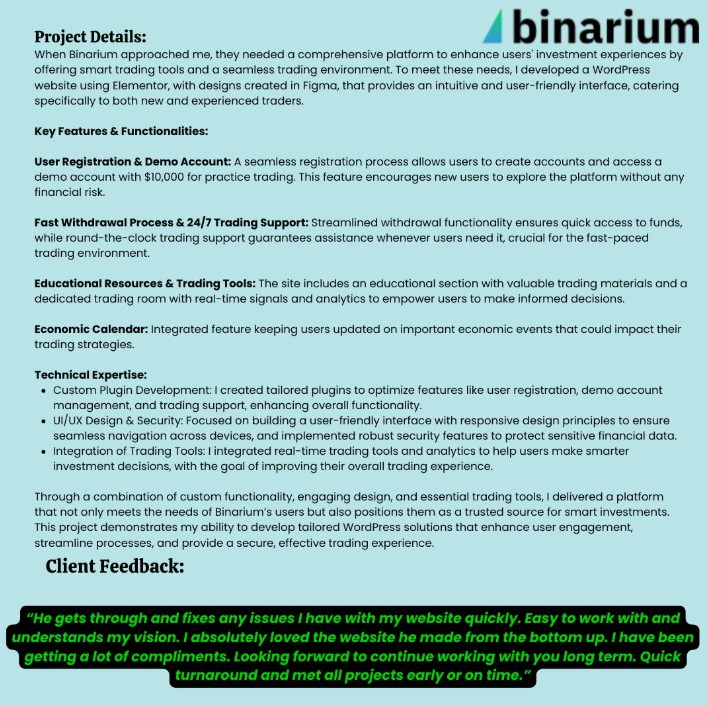 binarium
Project Details:
When Binarium approached me, they needed a comprehensive platform to enhance users' investment experiences by
offering smart trading tools and a seamless trading environment. To meet these needs, I developed a WordPress
website using Elementor, with designs created in Figma, that provides an intuitive and user-friendly interface, catering
specifically to both new and experienced traders.
Key Features & Functionalities:
User Registration & Demo Account: A seamless registration process allows users to create accounts and access a
demo account with $10,000 for practice trading. This feature encourages new users to explore the platform without any
financial risk.
Fast Withdrawal Process & 24/7 Trading Support: Streamlined withdrawal functionality ensures quick access to funds,
while round-the-clock trading support guarantees assistance whenever users need it, crucial for the fast-paced
trading environment.
Educational Resources & Trading Tools: The site includes an educational section with valuable trading materials and a
dedicated trading room with real-time signals and analytics to empower users to make informed decisions.
Economic Calendar: Integrated feature keeping users updated on important economic events that could impact their
trading strategies.
Technical Expertise:
• Custom Plugin Development: I created tailored plugins to optimize features like user registration, demo account
management, and trading support, enhancing overall functionality.
• UI/UX Design & Security: Focused on building a user-friendly interface with responsive design principles to ensure
seamless navigation across devices, and implemented robust security features to protect sensitive financial data.
• Integration of Trading Tools: I integrated real-time trading tools and analytics to help users make smarter
investment decisions, with the goal of improving their overall trading experience.
Through a combination of custom functionality, engaging design, and essential trading tools, I delivered a platform
that not only meets the needs of Binarium's users but also positions them as a trusted source for smart investments.
This project demonstrates my ability to develop tailored WordPress solutions that enhance user engagement,
streamline processes, and provide a secure, effective trading experience.
Client Feedback:
"He gets through and fixes any issues I have with my website quickly. Easy to work with and
understands my vision. I absolutely loved the website he made from the bottom up. I have been
getting a lot of compliments. Looking forward to continue working with you long term. Quick
turnaround and met all projects early or on time."